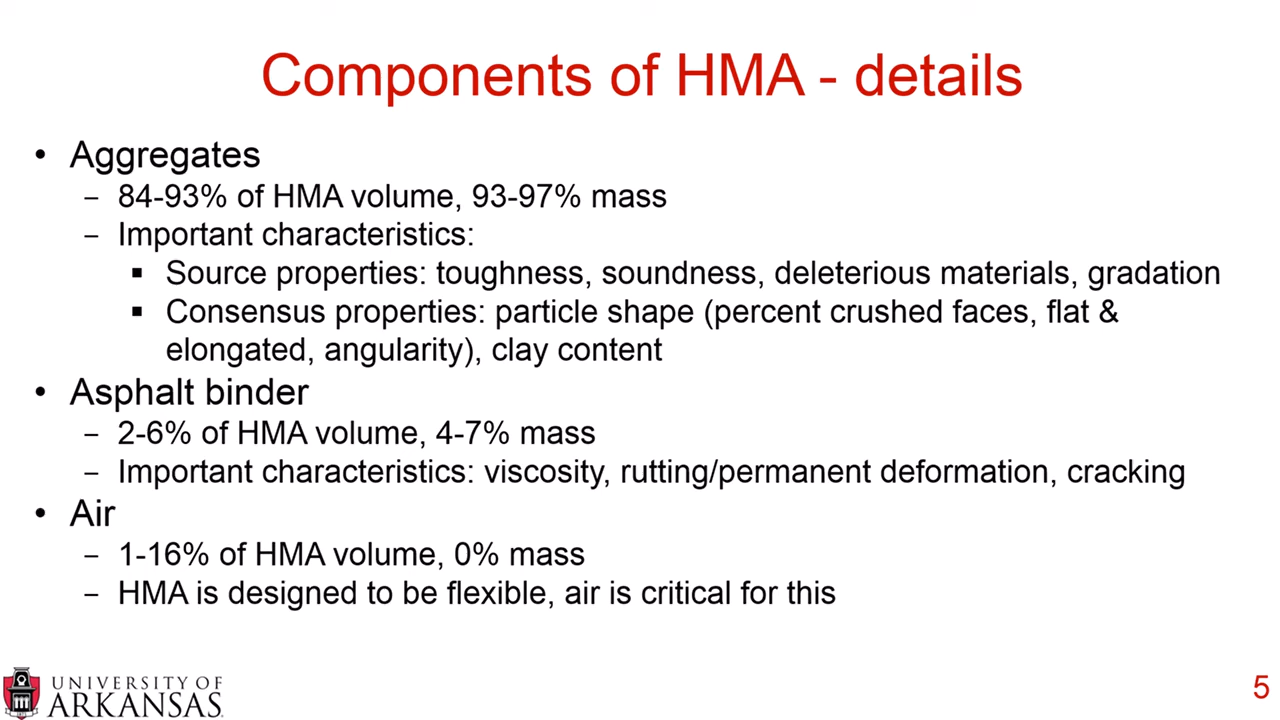 Components of HMA - details
• Aggregates
– 84-93% of HMA volume, 93-97% mass
– Important characteristics:
▪ Source properties: toughness, soundness, deleterious materials, gradation
▪ Consensus properties: particle shape (percent crushed faces, flat &
elongated, angularity), clay content
• Asphalt binder
– 2-6% of HMA volume, 4-7% mass
– Important characteristics: viscosity, rutting/permanent deformation, cracking
• Air
– 1-16% of HMA volume, 0% mass
– HMA is designed to be flexible, air is critical for this
UNIVERSITY OF
ARKANSAS
5